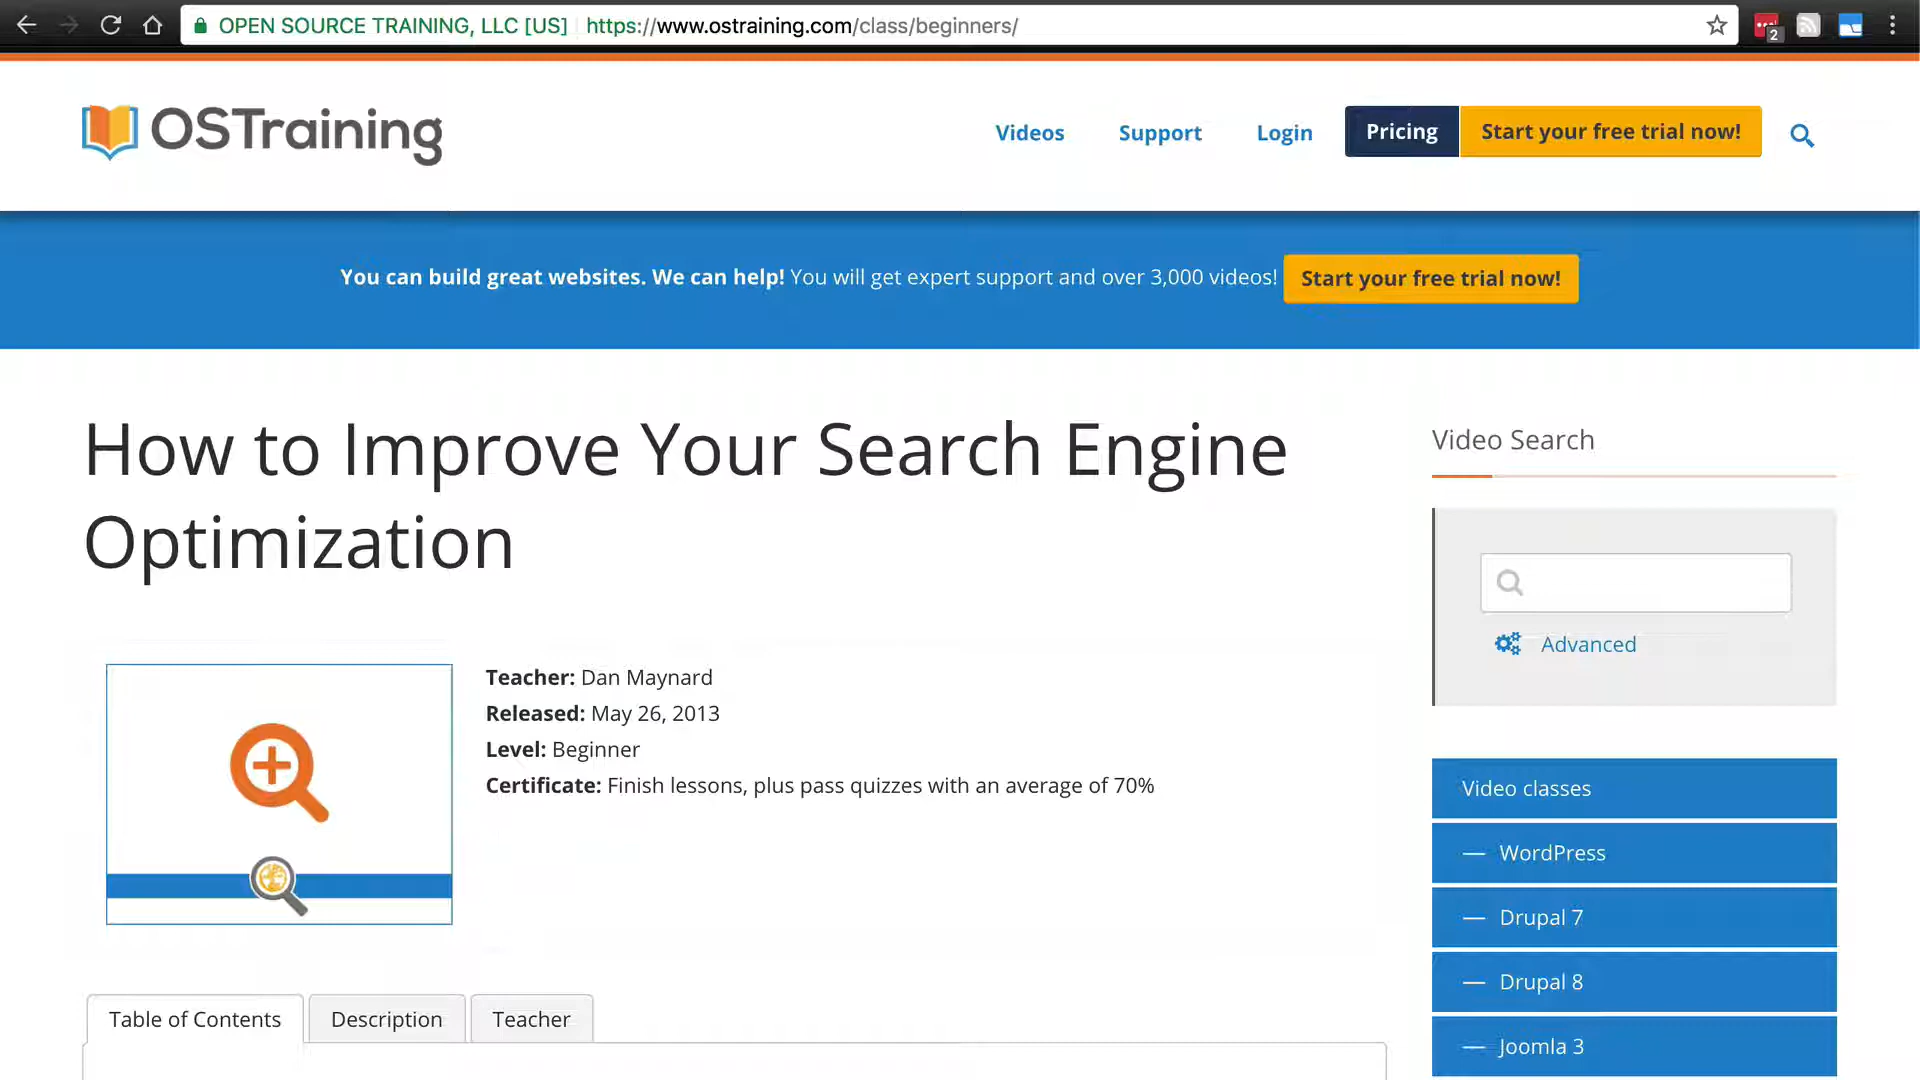 OPEN SOURCE TRAINING, LLC [US] https://www.ostraining.com/class/beginners/
2
OSTraining
Videos Support Login Pricing Start your free trial now!
You can build great websites. We can help! You will get expert support and over 3,000 videos! Start your free trial now!
How to Improve Your Search Engine
Optimization
Video Search
Advanced
Teacher: Dan Maynard
Released: May 26, 2013
Level: Beginner
Certificate: Finish lessons, plus pass quizzes with an average of 70%
Video classes
— WordPress
— Drupal 7
— Drupal 8
— Joomla 3
Table of Contents Description Teacher